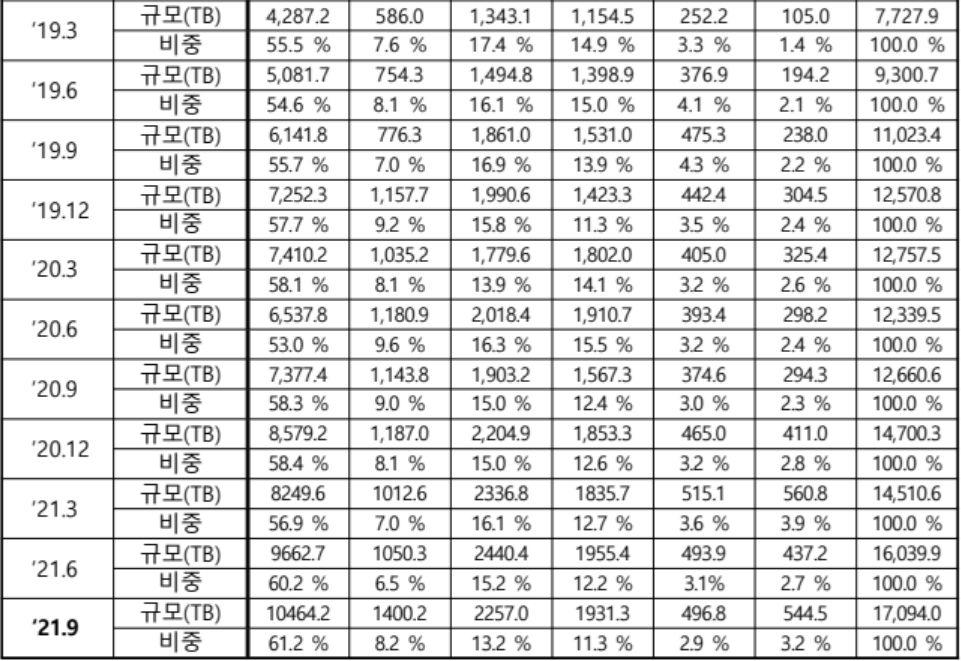 '19.3 규모(TB) 4,287.2 586.0 1,343.1 1,154.5 252.2 105.0 7,727.9
비중 55.5 % 7.6 % 17.4 % 14.9 % 3.3 % 1.4 % 100.0 %
'19.6 규모(TB) 5,081.7 754.3 1,494.8 1,398.9 376.9 194.2 9,300.7
비중 54.6 % 8.1 % 16.1 % 15.0 % 4.1 % 2.1 % 100.0 %
'19.9 규모(TB) 6,141.8 776.3 1,861.0 1,531.0 475.3 238.0 11,023.4
비중 55.7 % 7.0 % 16.9 % 13.9 % 4.3 % 2.2 % 100.0 %
'19.12 규모(TB) 7,252.3 1,157.7 1,990.6 1,423.3 442.4 304.5 12,570.8
비중 57.7 % 9.2 % 15.8 % 11.3 % 3.5 % 2.4 % 100.0 %
'20.3 규모(TB) 7,410.2 1,035.2 1,779.6 1,802.0 405.0 325.4 12,757.5
비중 58.1 % 8.1 % 13.9 % 14.1 % 3.2 % 2.6 % 100.0 %
'20.6 규모(TB) 6,537.8 1,180.9 2,018.4 1,910.7 393.4 298.2 12,339.5
비중 53.0 % 9.6 % 16.3 % 15.5 % 3.2 % 2.4 % 100.0 %
'20.9 규모(TB) 7,377.4 1,143.8 1,903.2 1,567.3 374.6 294.3 12,660.6
비중 58.3 % 9.0 % 15.0 % 12.4 % 3.0 % 2.3 % 100.0 %
'20.12 규모(TB) 8,579.2 1,187.0 2,204.9 1,853.3 465.0 411.0 14,700.3
비중 58.4 % 8.1 % 15.0 % 12.6 % 3.2 % 2.8 % 100.0 %
'21.3 규모(TB) 8249.6 1012.6 2336.8 1835.7 515.1 560.8 14,510.6
비중 56.9 % 7.0 % 16.1 % 12.7 % 3.6 % 3.9 % 100.0 %
'21.6 규모(TB) 9662.7 1050.3 2440.4 1955.4 493.9 437.2 16,039.9
비중 60.2 % 6.5 % 15.2 % 12.2 % 3.1% 2.7 % 100.0 %
'21.9 규모(TB) 10464.2 1400.2 2257.0 1931.3 496.8 544.5 17,094.0
비중 61.2 % 8.2 % 13.2 % 11.3 % 2.9 % 3.2 % 100.0 %